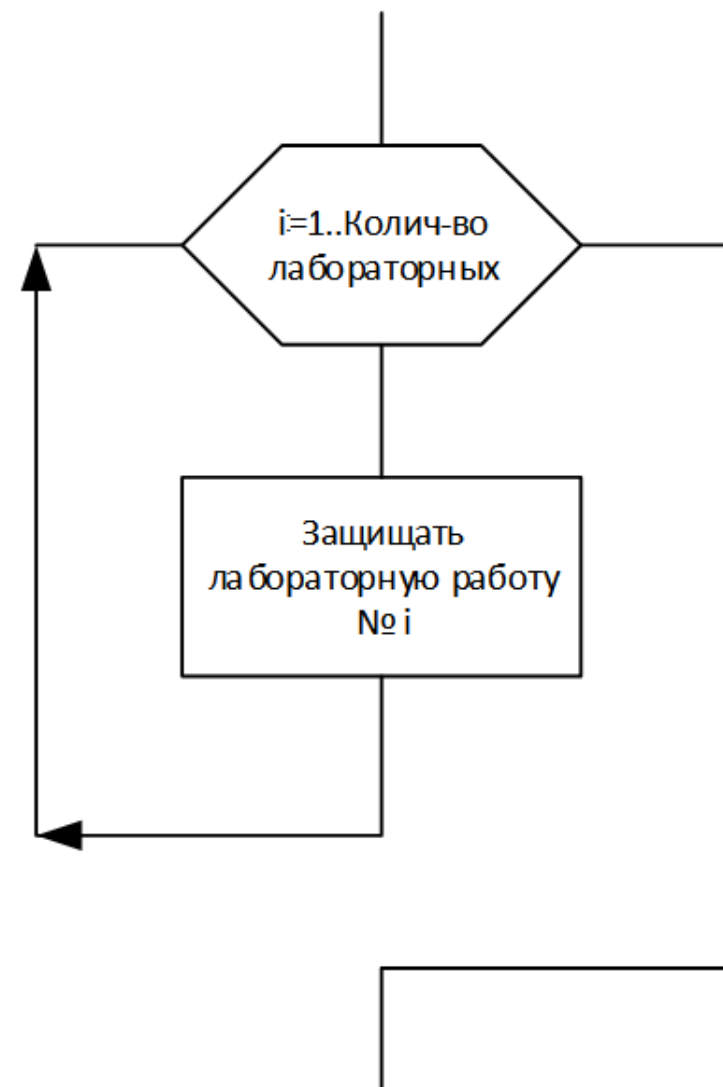 i:=1..Колич-во
лабораторных
Защищать
лабораторную работу
№ i